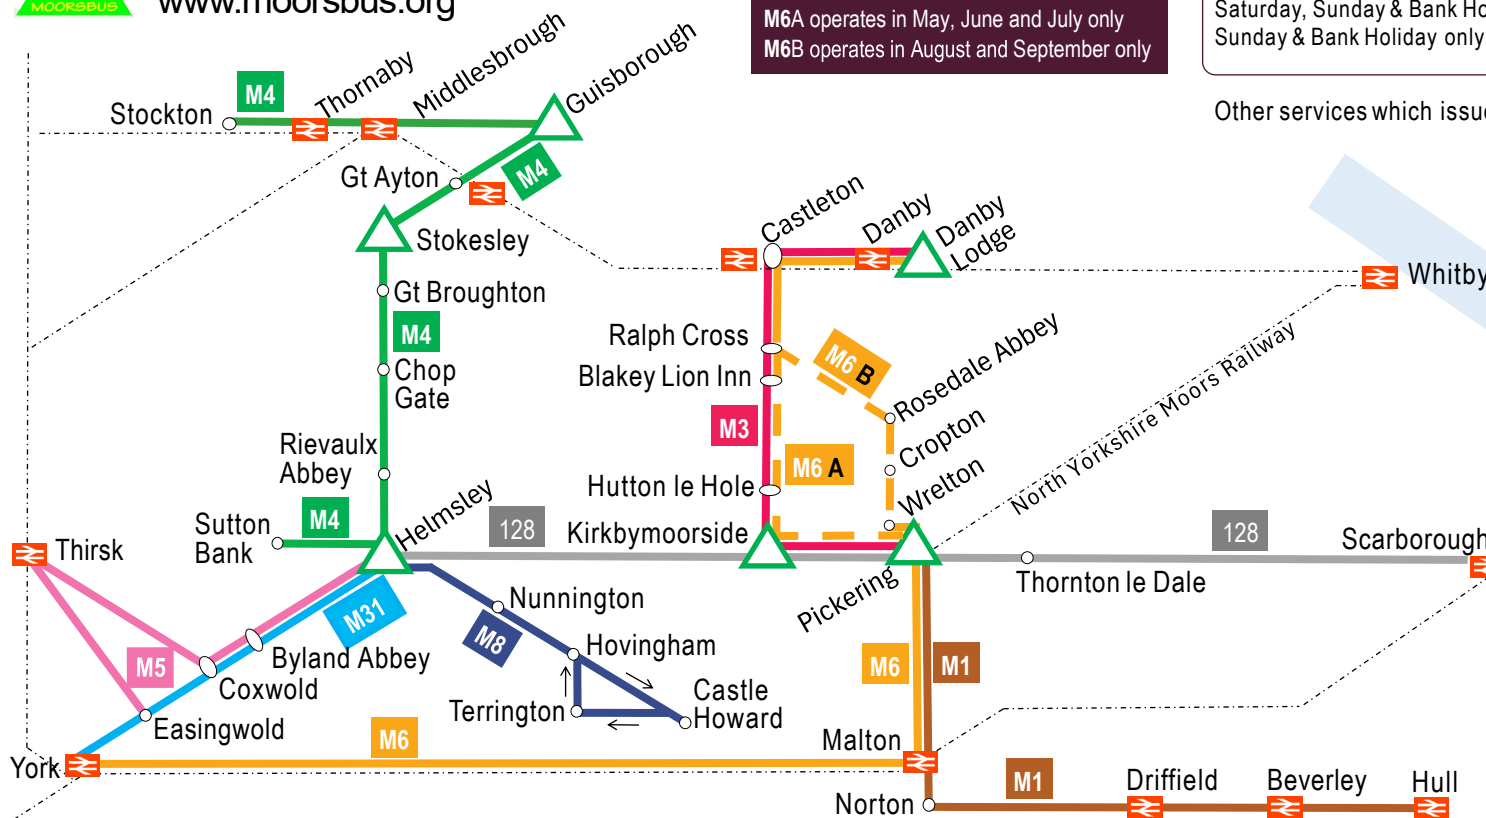 MOORSBUS
www.moorsbus.org
M6A operates in May, June and July only
M6B operates in August and September only
Saturday, Sunday & Bank Ho
Sunday & Bank Holiday only
Other services which issue
Stockton
M4
Thornaby
Middlesbrough
Guisborough
Gt Ayton
M4
Stokesley
Gt Broughton
M4
Chop
Gate
Rievaulx
Abbey
Sutton
Bank
M4
Helmsley
Thirsk
128
Castleton
Danby
Danby
Lodge
Whitby
Ralph Cross
Blakey Lion Inn
M6 B
Rosedale Abbey
M3
M6 A
Cropton
Hutton le Hole
Wrelton
Kirkbymoorside
North Yorkshire Moors Railway
128
Scarborough
Pickering
Thornton le Dale
M31
Nunnington
M8
Hovingham
Byland Abbey
M5
Coxwold
Castle
Howard
Terrington
Easingwold
M6
M1
York
M6
Malton
Norton
M1
Driffield
Beverley
Hull